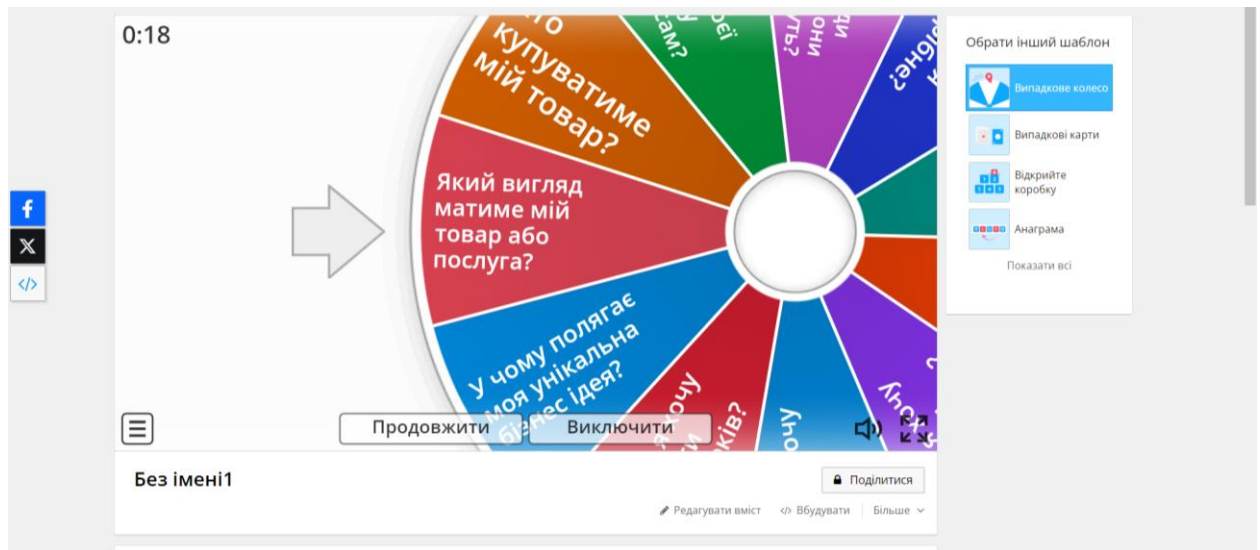 0:18
купуватиме
мій товар?
сам?
Який вигляд
матиме мій
товар або
послуга?
У чому полягає
моя унікальна
бізнес ідея?
Продовжити
Виключити
Без імені1
Поділитися
Редагувати вміст
Вбудувати
Більше
Обрати інший шаблон
Випадкове колесо
Випадкові карти
Відкрийте
коробку
Анаграма
Показати всі